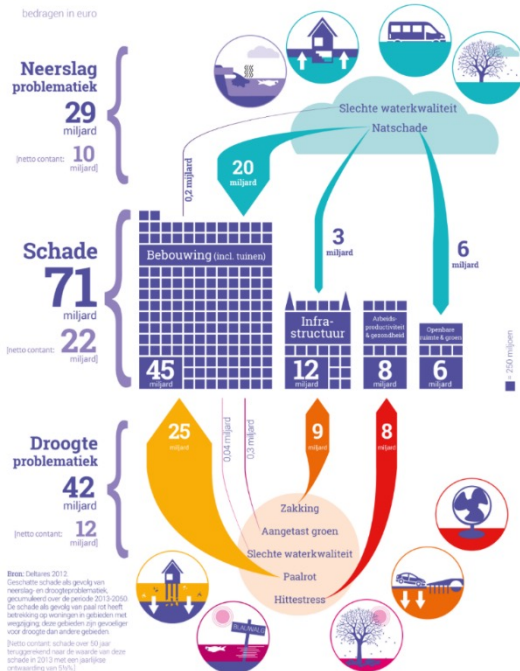 bedragen in euro
Neerslag
problematiek
29
miljard
[netto contant: 10
miljard]
Slechte waterkwaliteit
Natschade
0,2 miljard
20
miljard
3
miljard
6
miljard
Schade
71
miljard
[netto contant: 22
miljard]
Bebouwing (incl. tuinen)
45
miljard
Infra-
structuur
12
miljard
Arbeids-
productiviteit
& gezondheid
8
miljard
Openbare
ruimte & groen
6
miljard
= 250 miljoen
Droogte
problematiek
42
miljard
[netto contant: 12
miljard]
25
miljard
0,04 miljard
0,3 miljard
9
miljard
8
miljard
Zakking
Aangetast groen
Slechte waterkwaliteit
Paalrot
Hittestress
BLAUWALG
Bron: Deltares 2012
Geschatte schade als gevolg van
neerslag- en droogteproblematiek,
gecumuleerd over de periode 2013-2050.
De schade als gevolg van paal rot heeft
betrekking op woningen in gebieden met
wegzijging; deze gebieden zijn gevoeliger
voor droogte dan andere gebieden.
[Netto contant: schade over 50 jaar
teruggerekend naar de waarde van deze
schade in 2013 met een jaarlijkse
ontwaarding van 5½%.]